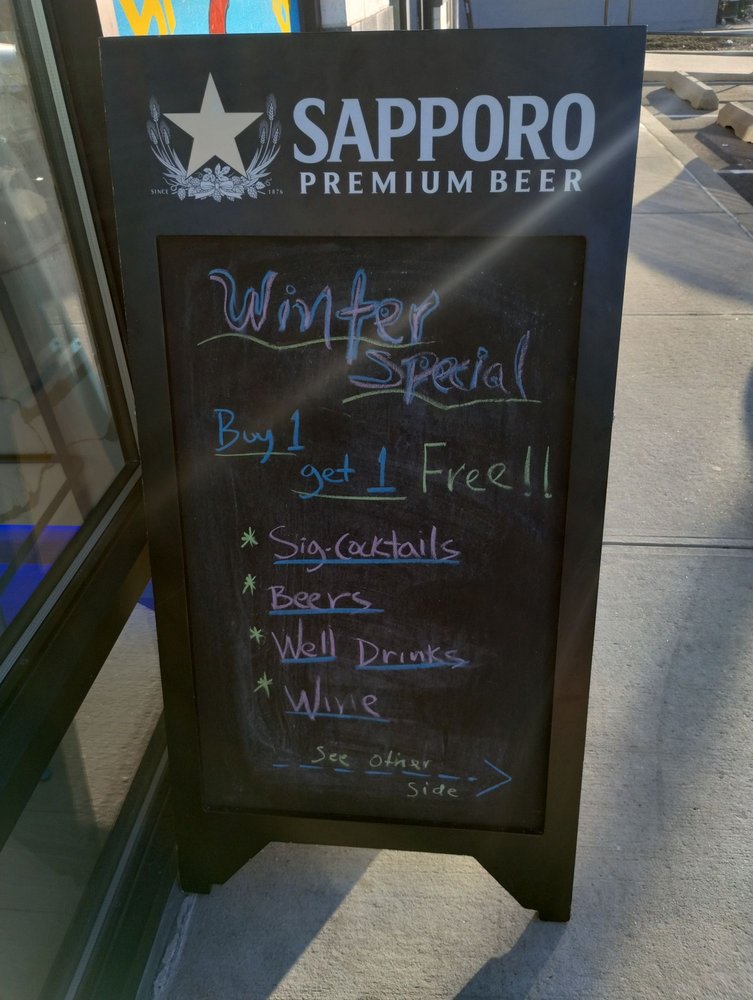 SAPPORO
PREMIUM BEER
SINCE 1876
Winter
Special
Buy 1
get 1 Free!!
* Sig-Cocktails
* Beers
* Well Drinks
* Wine
See other
side